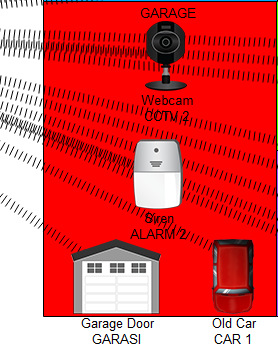 GARAGE
Webcam
CCTV 2
Siren
ALARM 2
Garage Door
GARASI
Old Car
CAR 1